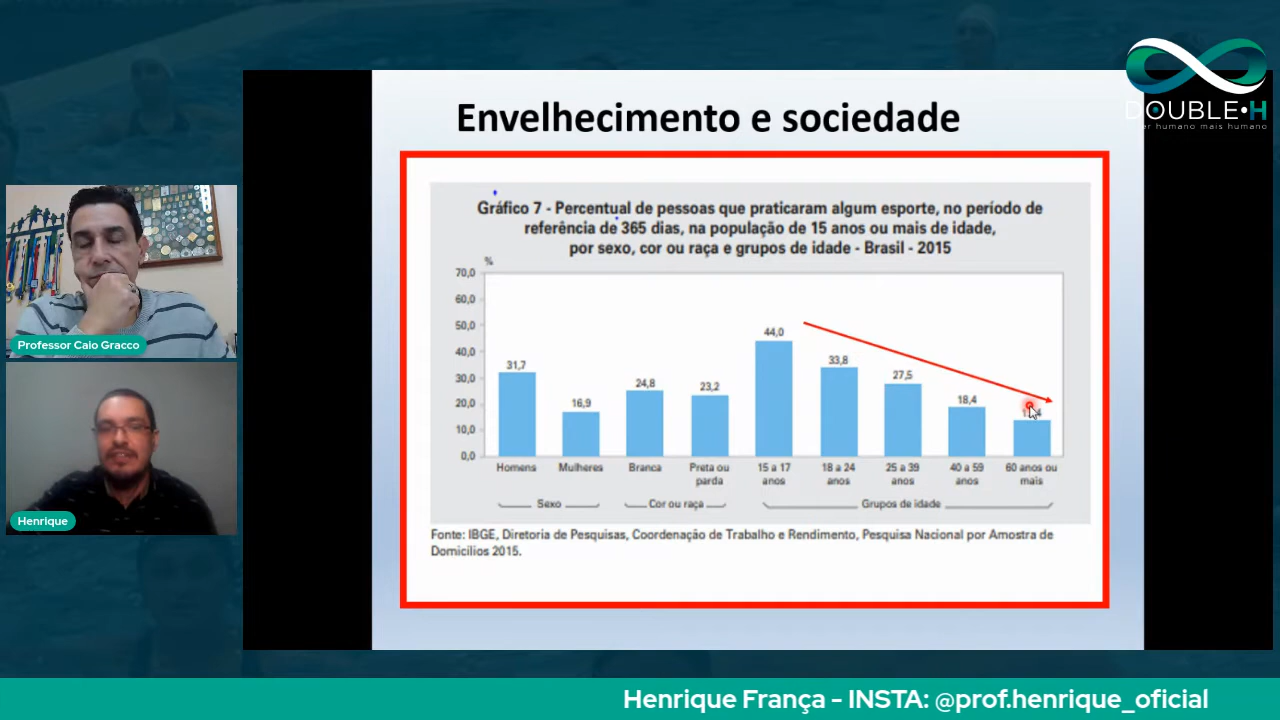 DOUBLE•H
Envelhecimento e sociedade
Gráfico 7 - Percentual de pessoas que praticaram algum esporte, no período de
referência de 365 dias, na população de 15 anos ou mais de idade,
por sexo, cor ou raça e grupos de idade - Brasil - 2015
%
70,0
60,0
50,0
40,0
30,0
20,0
10,0
0,0
31,7
16,9
24,8
23,2
44,0
33,8
27,5
18,4
Homens
Mulheres
Branca
Preta ou
parda
15 a 17
anos
18 a 24
anos
25 a 39
anos
40 a 59
anos
60 anos ou
mais
Sexo
Cor ou raça
Grupos de idade
Fonte: IBGE, Diretoria de Pesquisas, Coordenação de Trabalho e Rendimento, Pesquisa Nacional por Amostra de
Domicílios 2015.
Professor Caio Gracco
Henrique
Henrique França - INSTA: @prof.henrique_oficial